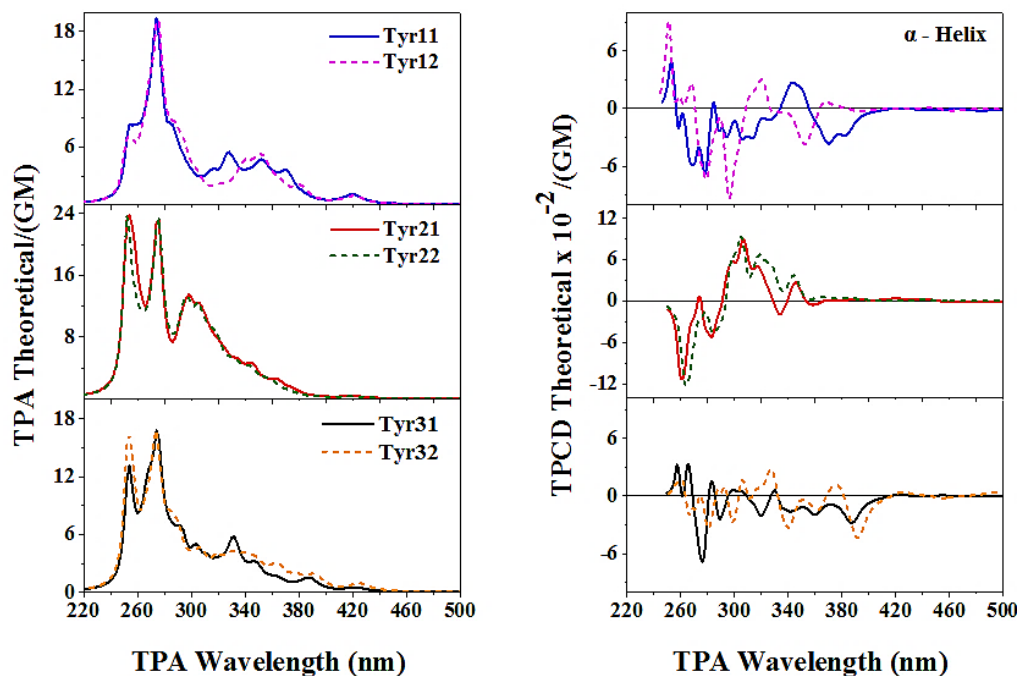 TPA Theoretical/(GM)
18
12
6
Tyr11
Tyr12
24
16
8
Tyr21
Tyr22
18
12
6
0
Tyr31
Tyr32
220 260 300 340 380 420 460 500
TPA Wavelength (nm)
TPCD Theoretical x 10⁻²/(GM)
6
0
-6
α - Helix
12
6
0
-6
-12
6
0
-6
220 260 300 340 380 420 460 500
TPA Wavelength (nm)